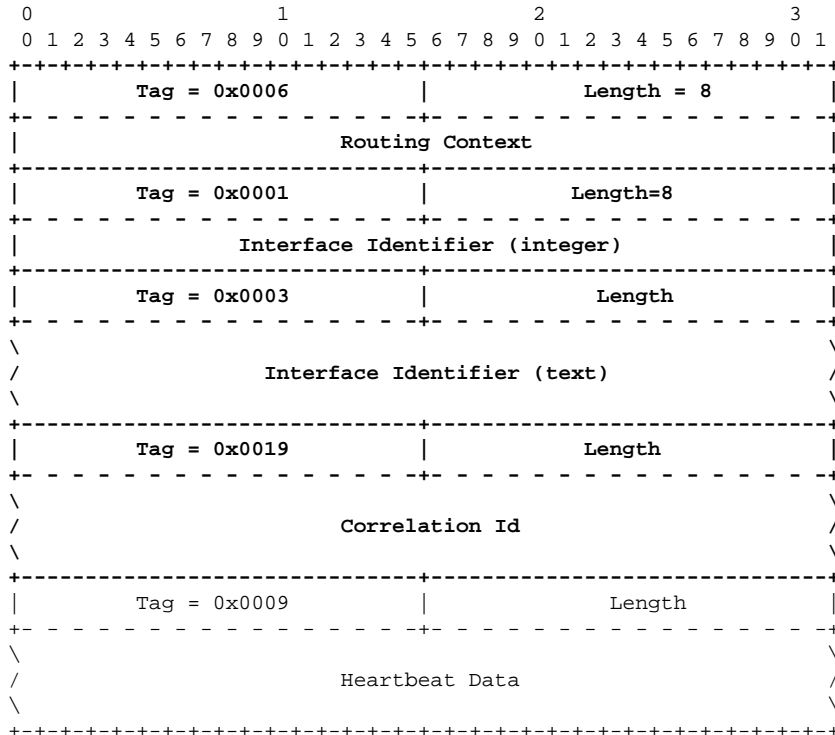 0                   1                   2                   3
0 1 2 3 4 5 6 7 8 9 0 1 2 3 4 5 6 7 8 9 0 1 2 3 4 5 6 7 8 9 0 1
+-+-+-+-+-+-+-+-+-+-+-+-+-+-+-+-+-+-+-+-+-+-+-+-+-+-+-+-+-+-+-+-+
|         Tag = 0x0006          |           Length = 8          |
+- - - - - - - - - - - - - - - -+- - - - - - - - - - - - - - - -+
|                        Routing Context                        |
+-------------------------------+-------------------------------+
|         Tag = 0x0001          |           Length=8            |
+- - - - - - - - - - - - - - - -+- - - - - - - - - - - - - - - -+
|                Interface Identifier (integer)                 |
+-------------------------------+-------------------------------+
|         Tag = 0x0003          |             Length            |
+- - - - - - - - - - - - - - - -+- - - - - - - - - - - - - - - -+
\                                                               \
/                  Interface Identifier (text)                  /
\                                                               \
+-------------------------------+-------------------------------+
|         Tag = 0x0019          |            Length             |
+- - - - - - - - - - - - - - - -+- - - - - - - - - - - - - - - -+
\                                                               \
/                        Correlation Id                         /
\                                                               \
+-------------------------------+-------------------------------+
|         Tag = 0x0009          |              Length           |
+- - - - - - - - - - - - - - - -+- - - - - - - - - - - - - - - -+
\                                                               \
/                        Heartbeat Data                         /
\                                                               \
+-+-+-+-+-+-+-+-+-+-+-+-+-+-+-+-+-+-+-+-+-+-+-+-+-+-+-+-+-+-+-+-+